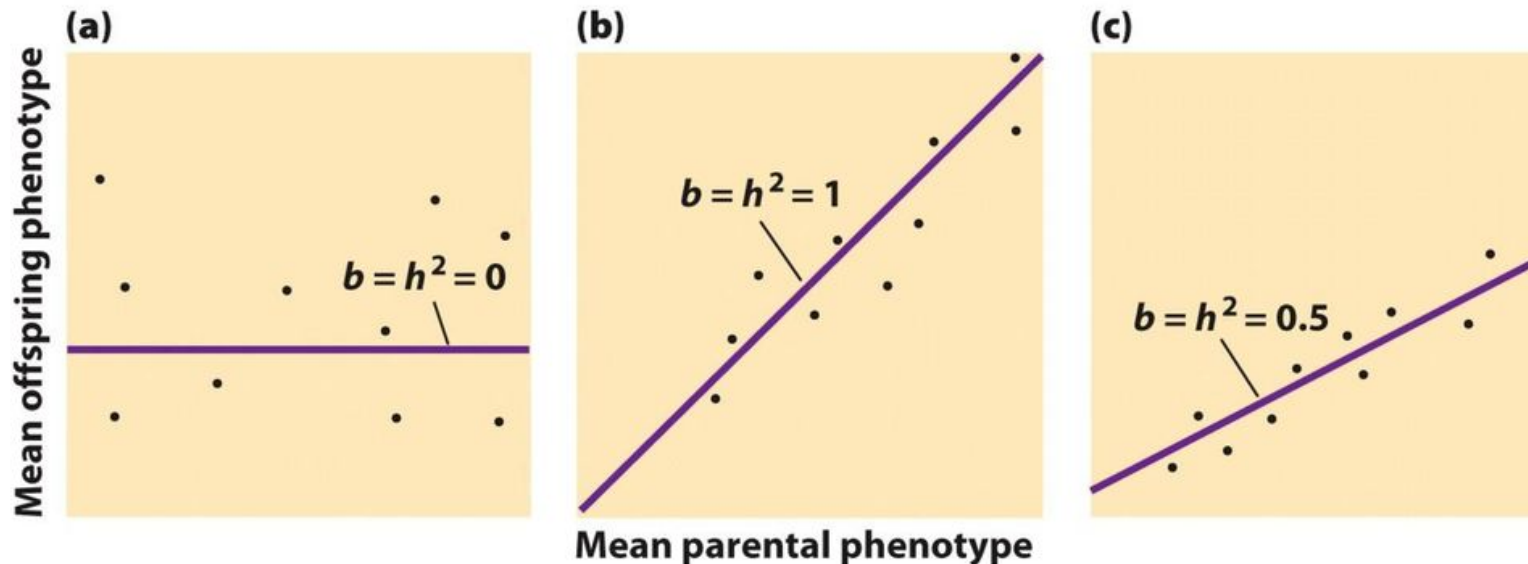 (a)
(b)
(c)
Mean offspring phenotype
b = h² = 0
b = h² = 1
b = h² = 0.5
Mean parental phenotype